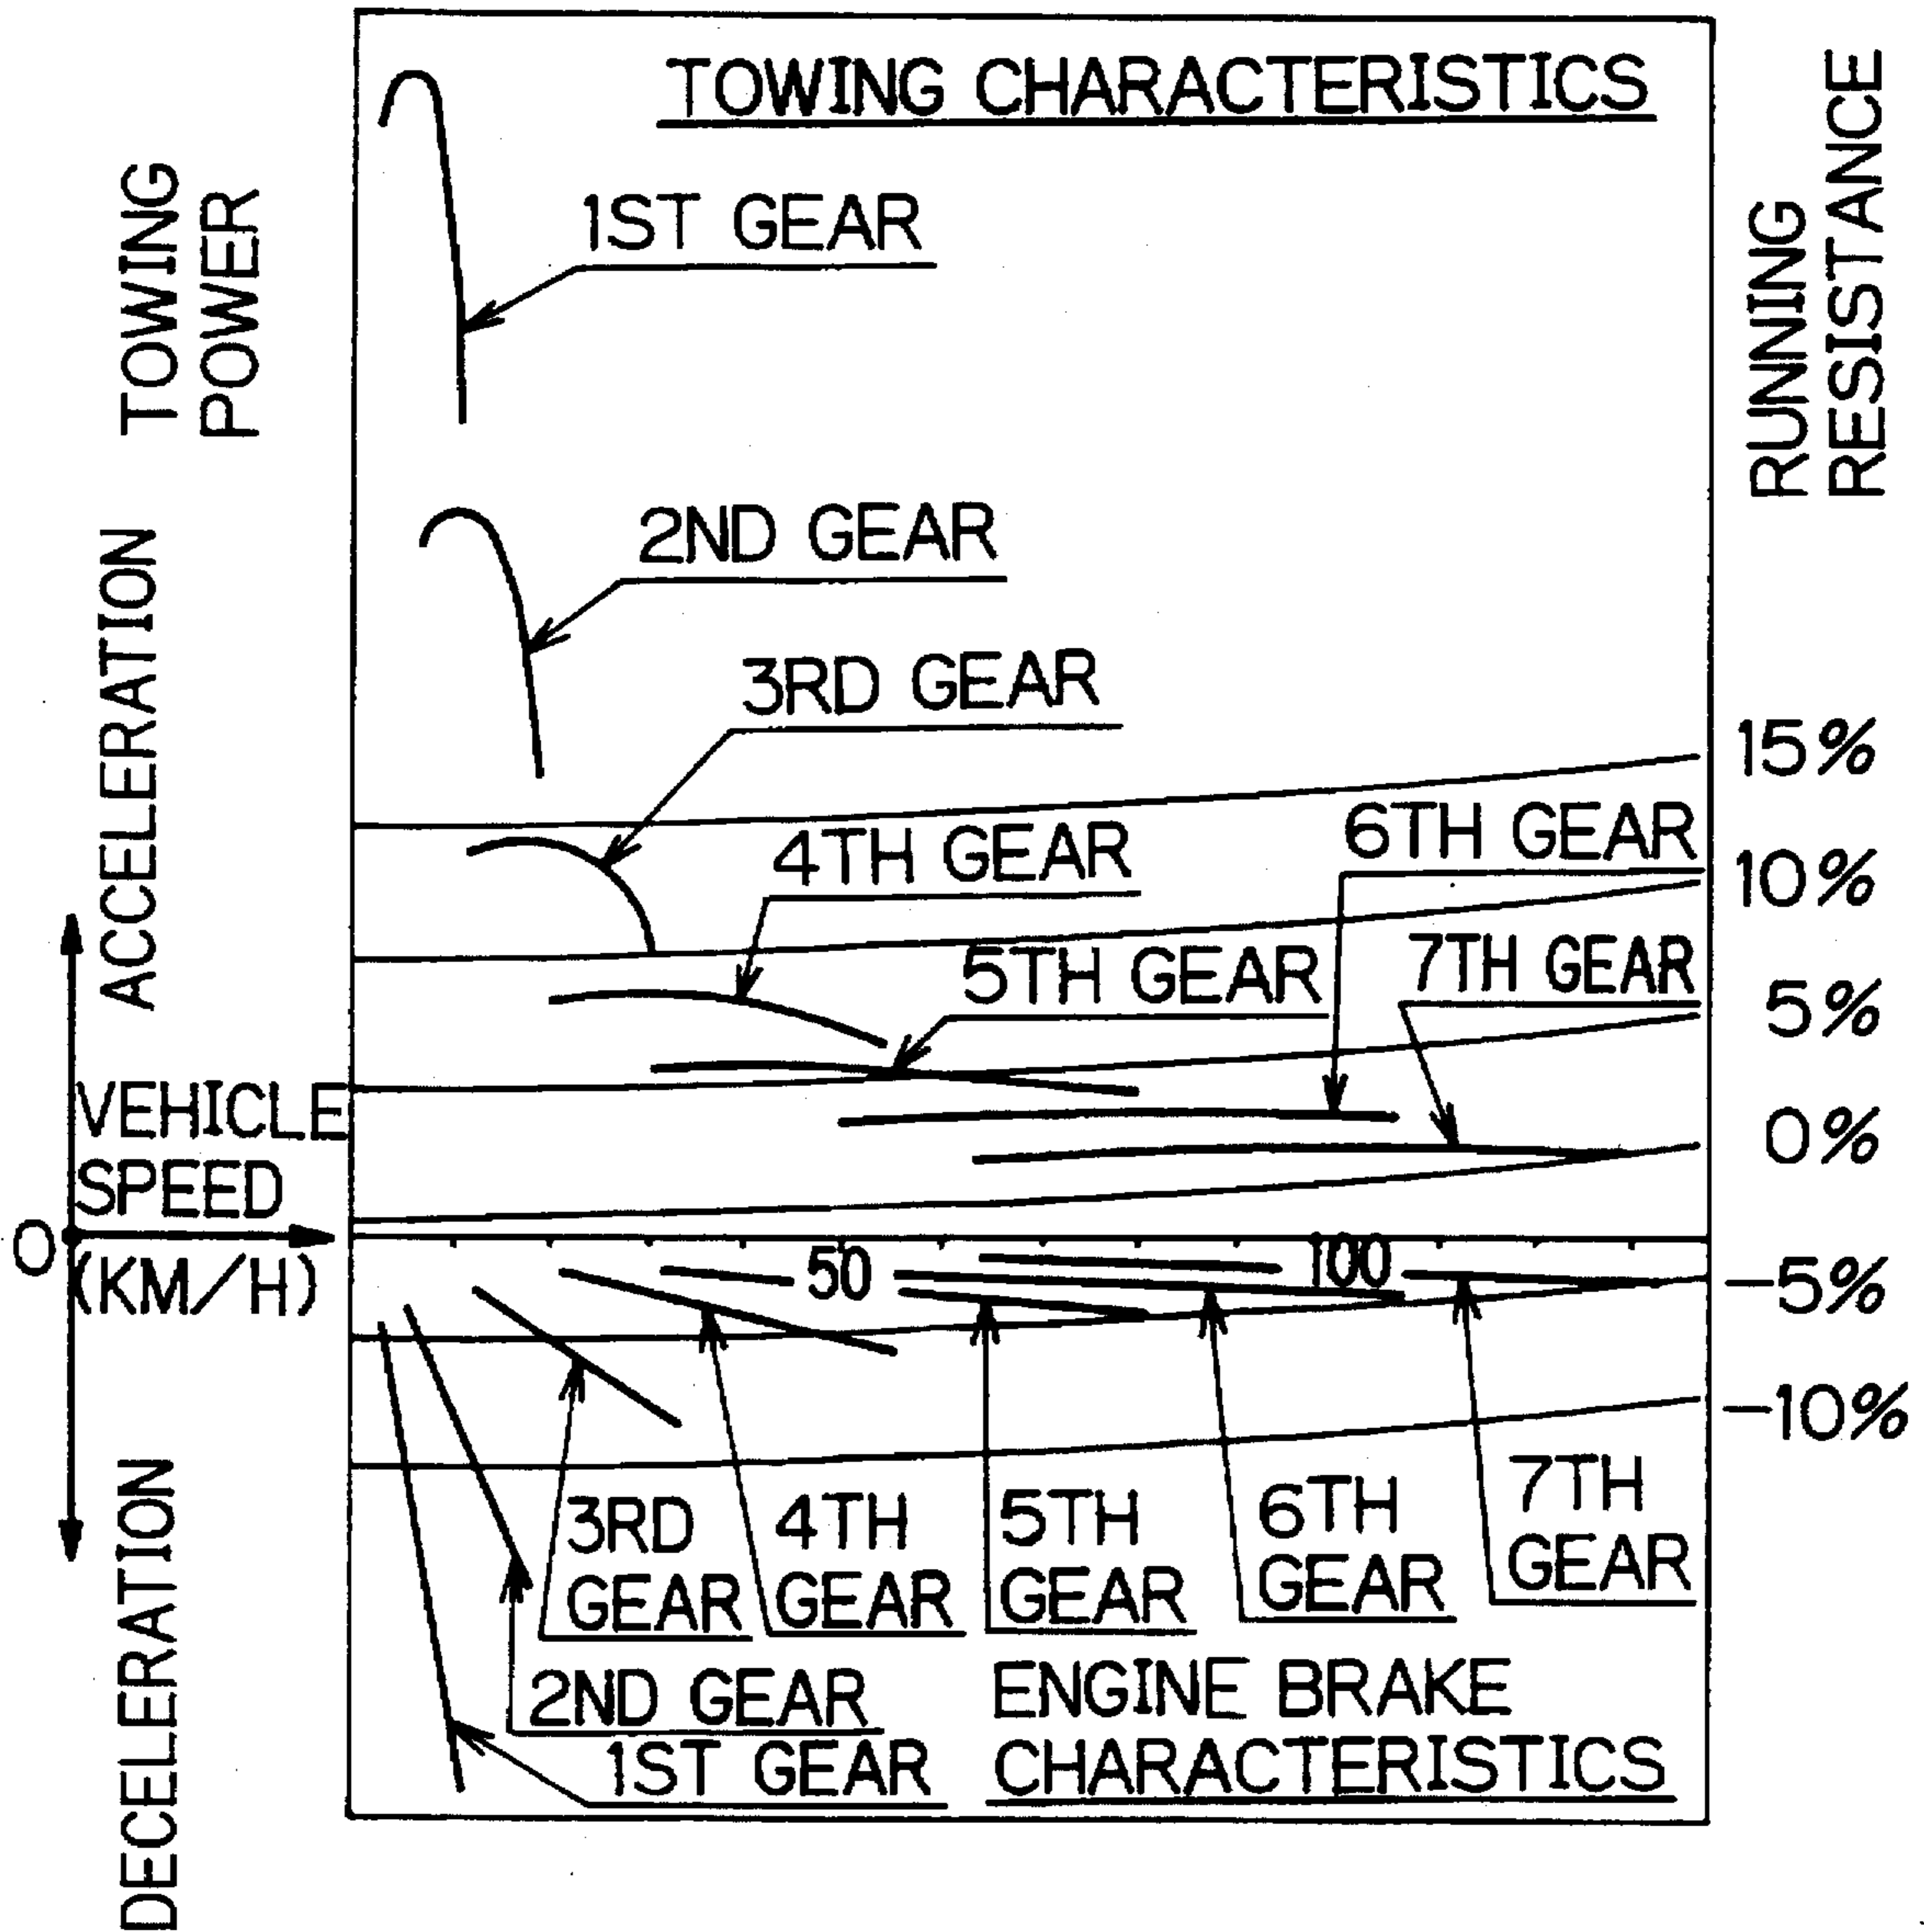 TOWING CHARACTERISTICS
TOWING
POWER
RUNNING
RESISTANCE
1ST GEAR
2ND GEAR
ACCELERATION
3RD GEAR
15%
4TH GEAR
6TH GEAR
10%
5TH GEAR
7TH GEAR
5%
VEHICLE
SPEED
(KM/H)
0%
0
50
100
-5%
-10%
DECELERATION
3RD
GEAR
4TH
GEAR
5TH
GEAR
6TH
GEAR
7TH
GEAR
2ND GEAR
1ST GEAR
ENGINE BRAKE
CHARACTERISTICS